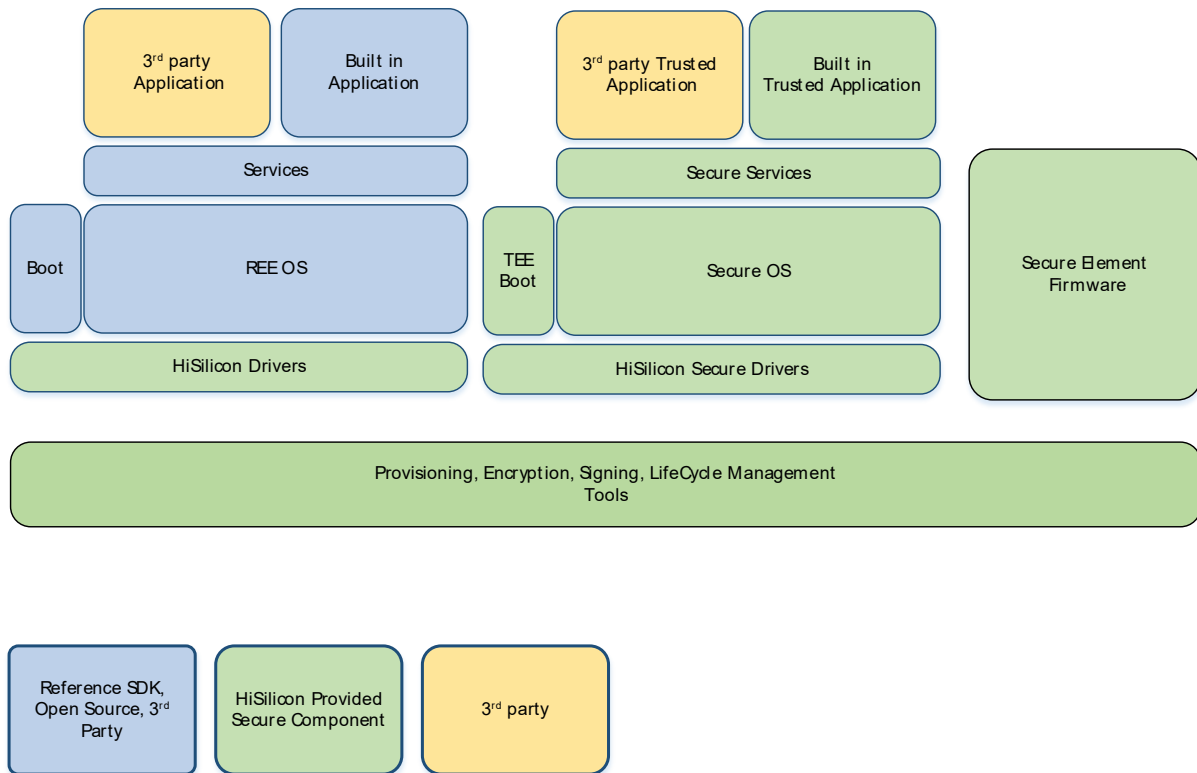 3rd party
Application
Built in
Application
3rd party Trusted
Application
Built in
Trusted Application
Services
Secure Services
Boot
REE OS
TEE
Boot
Secure OS
Secure Element
Firmware
HiSilicon Drivers
HiSilicon Secure Drivers
Provisioning, Encryption, Signing, LifeCycle Management
Tools
Reference SDK,
Open Source, 3rd
Party
HiSilicon Provided
Secure Component
3rd party